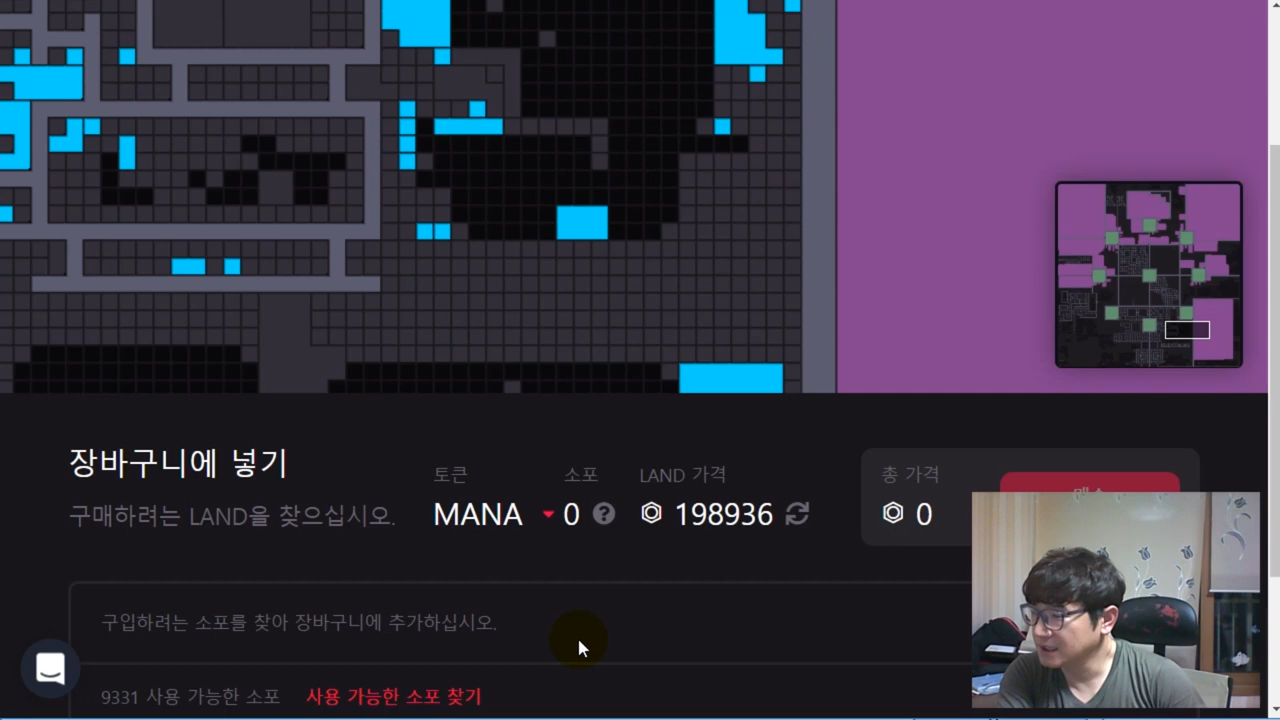 장바구니에 넣기
구매하려는 LAND을 찾으십시오.
토큰
MANA
소포
0 ?
LAND 가격
198936
총 가격
0
구입하려는 소포를 찾아 장바구니에 추가하십시오.
9331 사용 가능한 소포 사용 가능한 소포 찾기